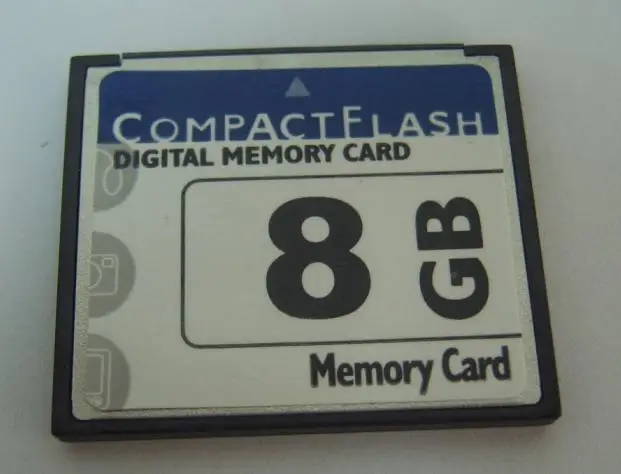 COMPACTFLASH
DIGITAL MEMORY CARD
8 GB
Memory Card